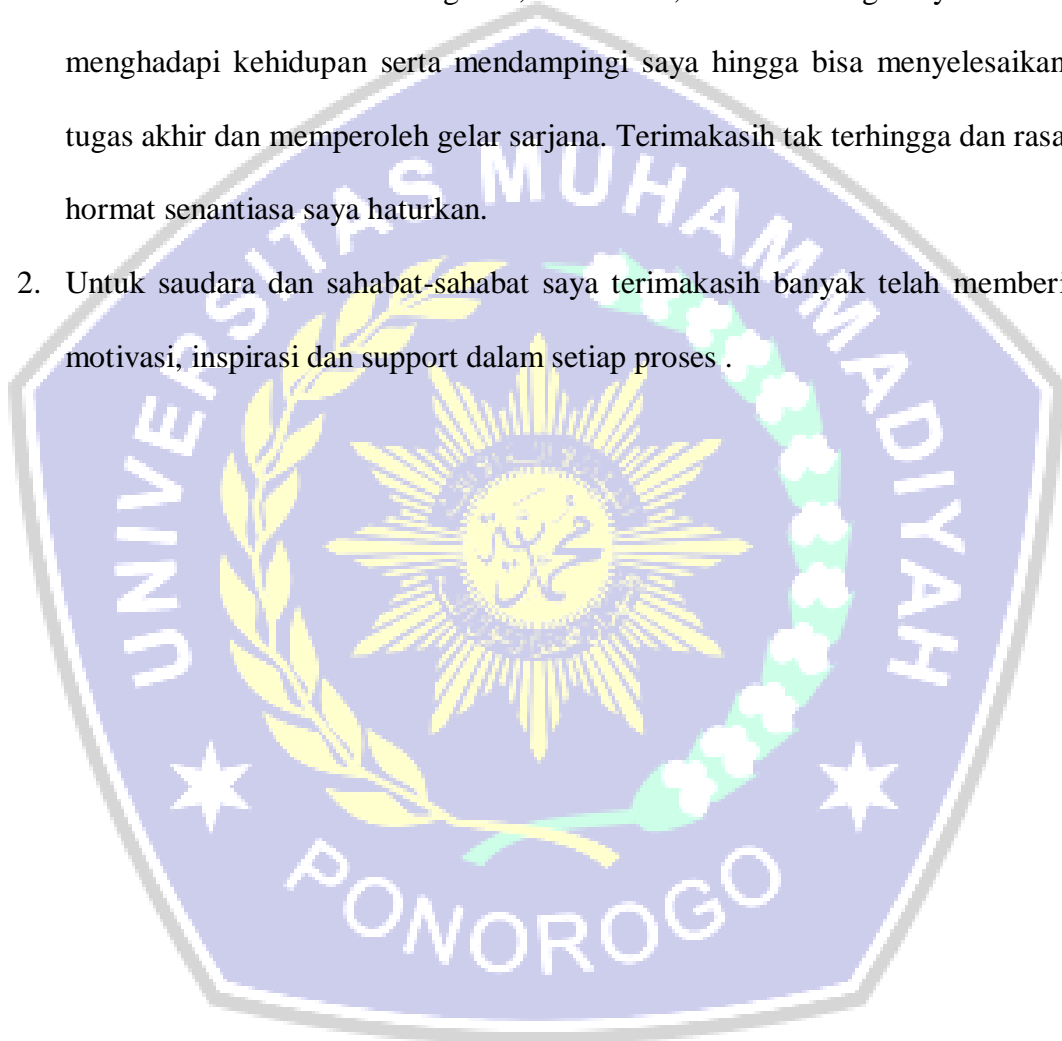 menghadapi kehidupan serta mendampingi saya hingga bisa menyelesaikan
tugas akhir dan memperoleh gelar sarjana. Terimakasih tak terhingga dan rasa
hormat senantiasa saya haturkan.
2. Untuk saudara dan sahabat-sahabat saya terimakasih banyak telah memberi
motivasi, inspirasi dan support dalam setiap proses .
UNIVERSITAS MUHAMMADIYAH
PONOROGO